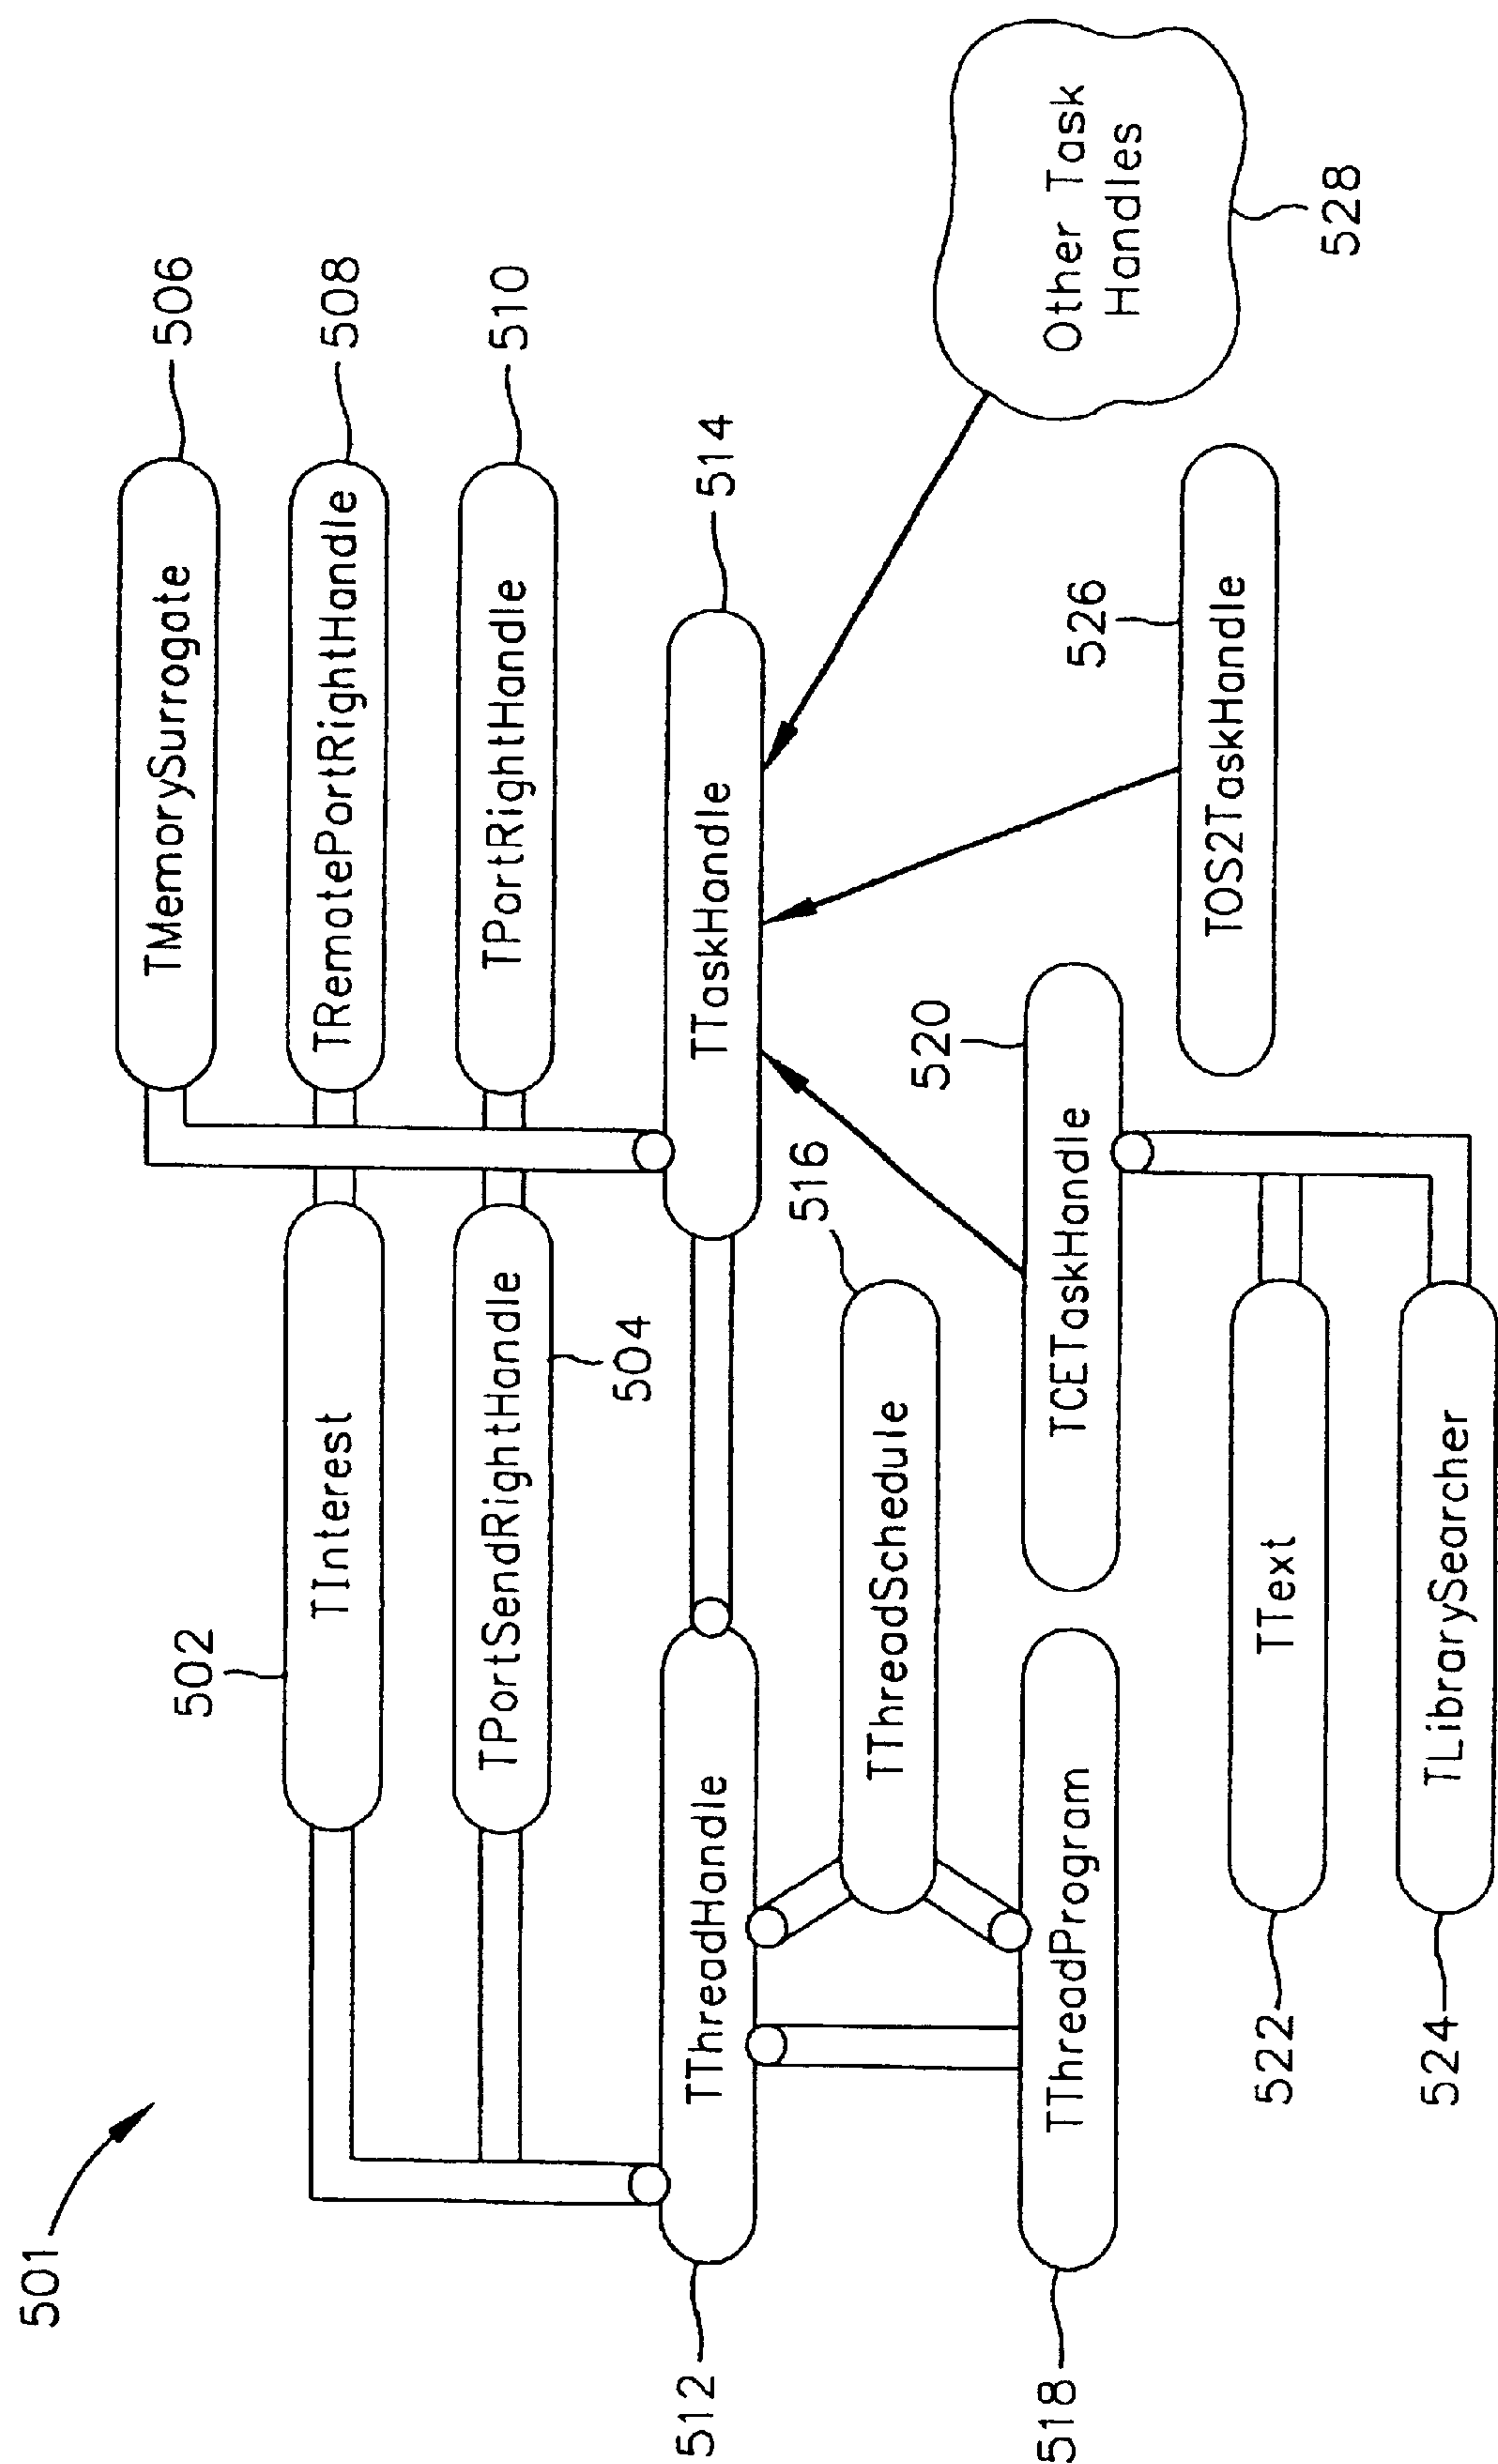 501
506
TMemorySurrogate
502
TInterest
TRemotePortRightHandle
508
TPortSendRightHandle
504
TPortRightHandle
510
512
TThreadHandle
TTaskHandle
514
516
TThreadSchedule
518
TThreadProgram
520
TCETaskHandle
Other Task
Handles
528
526
TOS2TaskHandle
522
TText
524
TLibrarySearcher